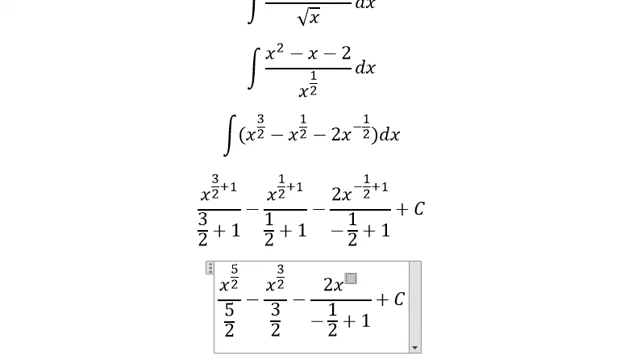 ∫ ─ √x dx
∫ (x² − x − 2)/x^(1/2) dx
∫(x^(3/2) − x^(1/2) − 2x^(−1/2))dx
x^(3/2+1)/(3/2 + 1) − x^(1/2+1)/(1/2 + 1) − 2x^(−1/2+1)/(−1/2 + 1) + C
x^(5/2)/(5/2) − x^(3/2)/(3/2) − 2x^□/(−1/2 + 1) + C